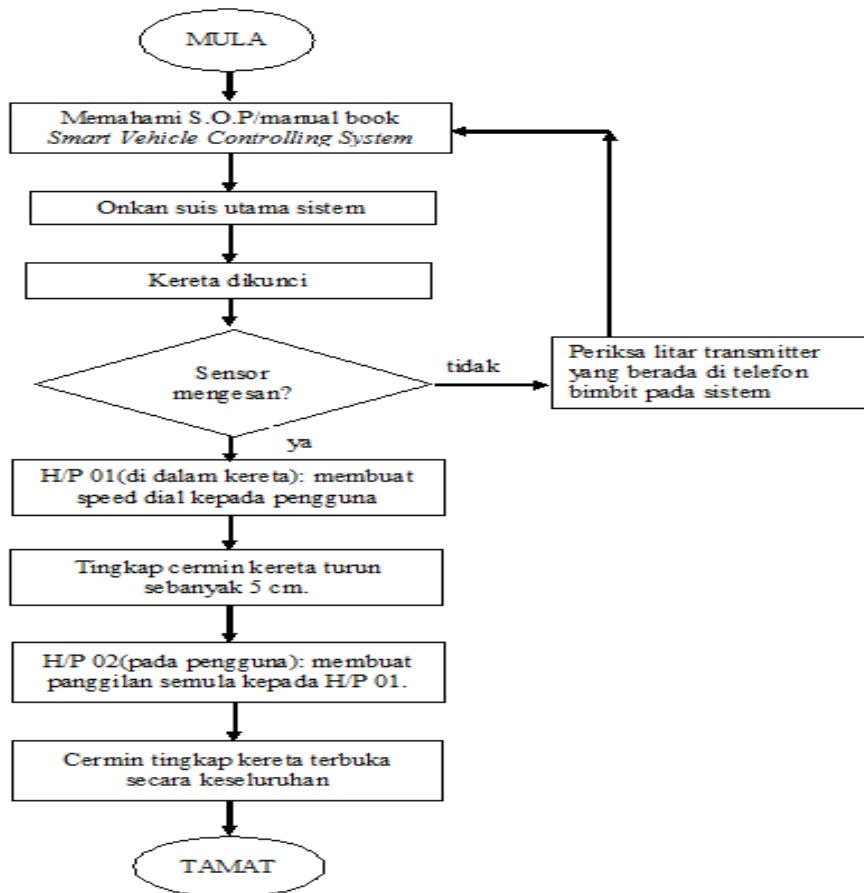 MULA
Memahami S.O.P/manual book
Smart Vehicle Controlling System
Onkan suis utama sistem
Kereta dikunci
Sensor
mengesan?
tidak
Periksa litar transmitter
yang berada di telefon
bimbit pada sistem
ya
H/P 01(di dalam kereta): membuat
speed dial kepada pengguna
Tingkap cermin kereta turun
sebanyak 5 cm.
H/P 02(pada pengguna): membuat
panggilan semula kepada H/P 01.
Cermin tingkap kereta terbuka
secara keseluruhan
TAMAT